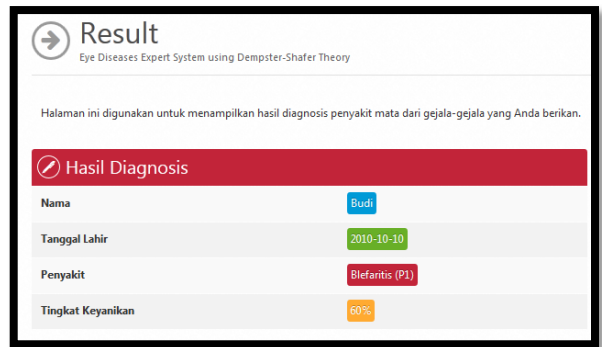 Result
Eye Diseases Expert System using Dempster-Shafer Theory
Halaman ini digunakan untuk menampilkan hasil diagnosis penyakit mata dari gejala-gejala yang Anda berikan.
Hasil Diagnosis
Nama Budi
Tanggal Lahir 2010-10-10
Penyakit Blefaritis (P1)
Tingkat Keyanikan 60%